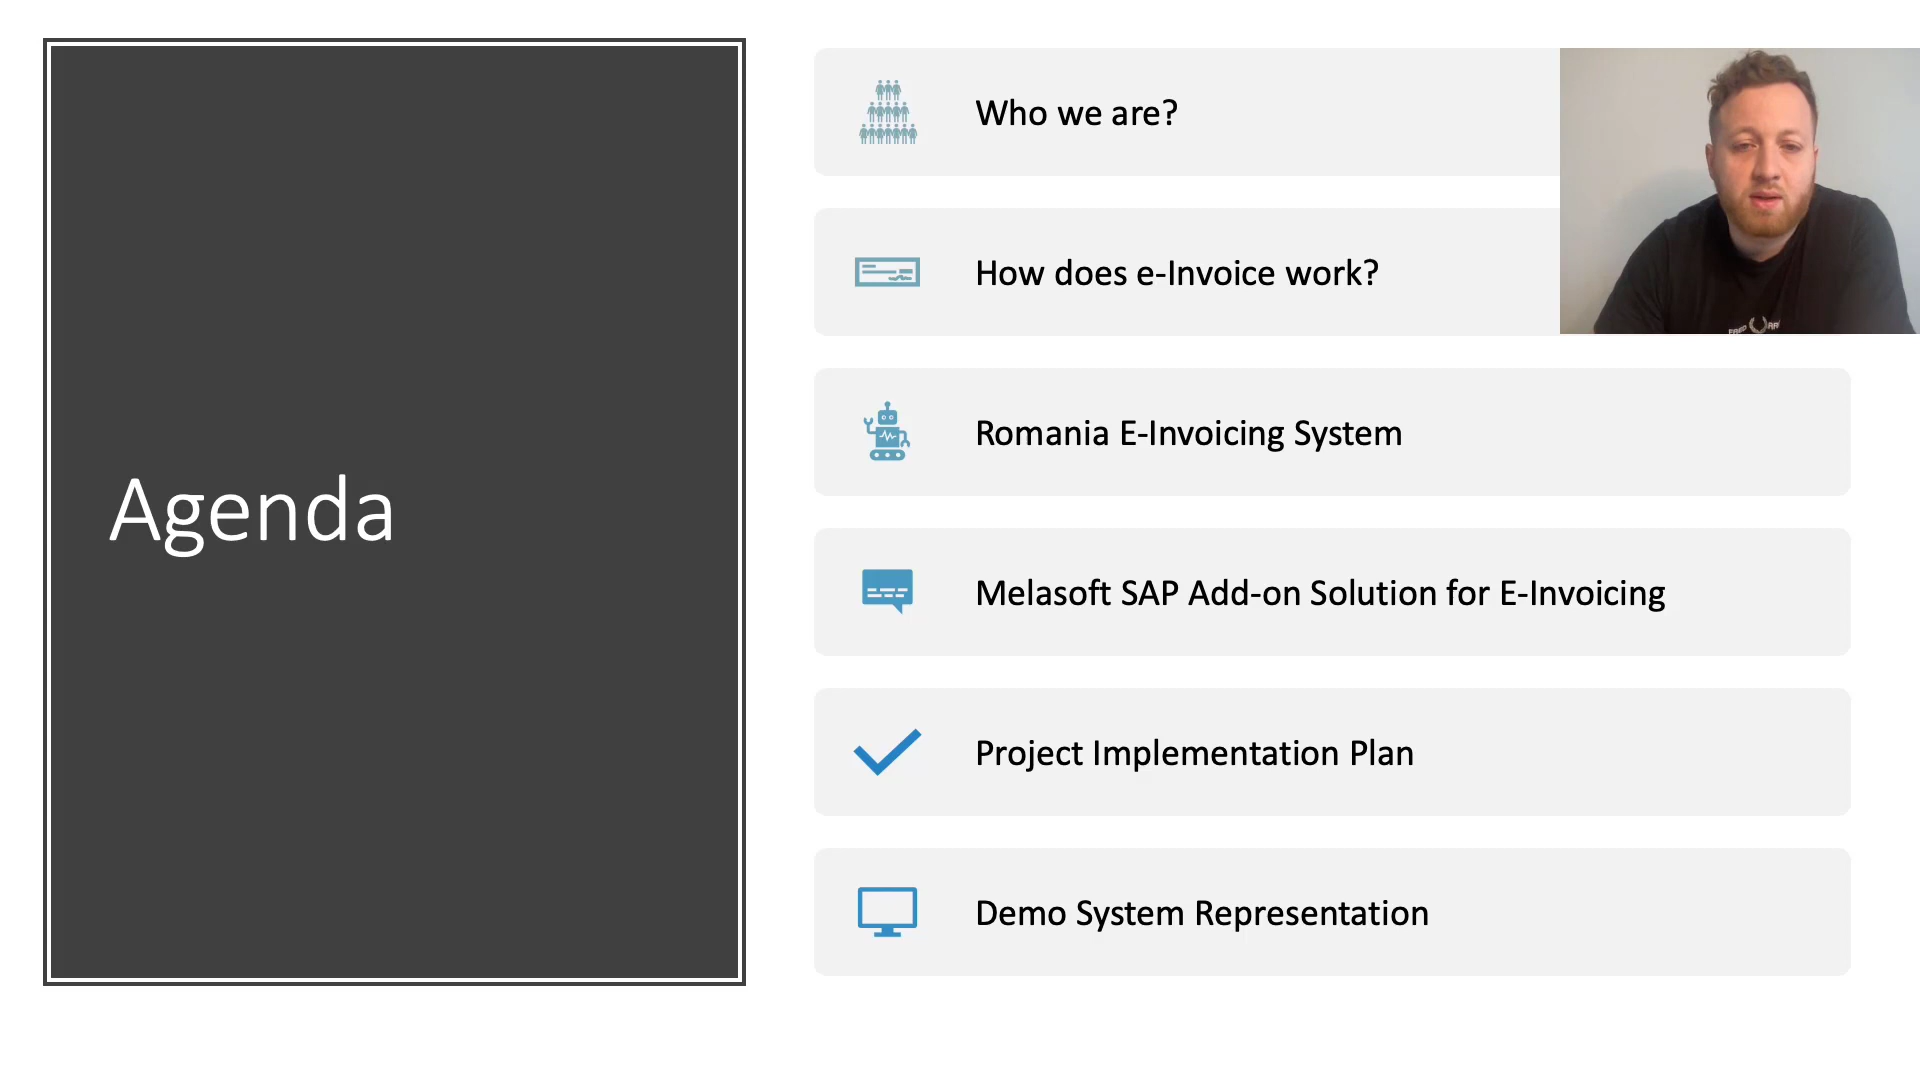 Agenda
Who we are?
How does e-Invoice work?
Romania E-Invoicing System
Melasoft SAP Add-on Solution for E-Invoicing
Project Implementation Plan
Demo System Representation